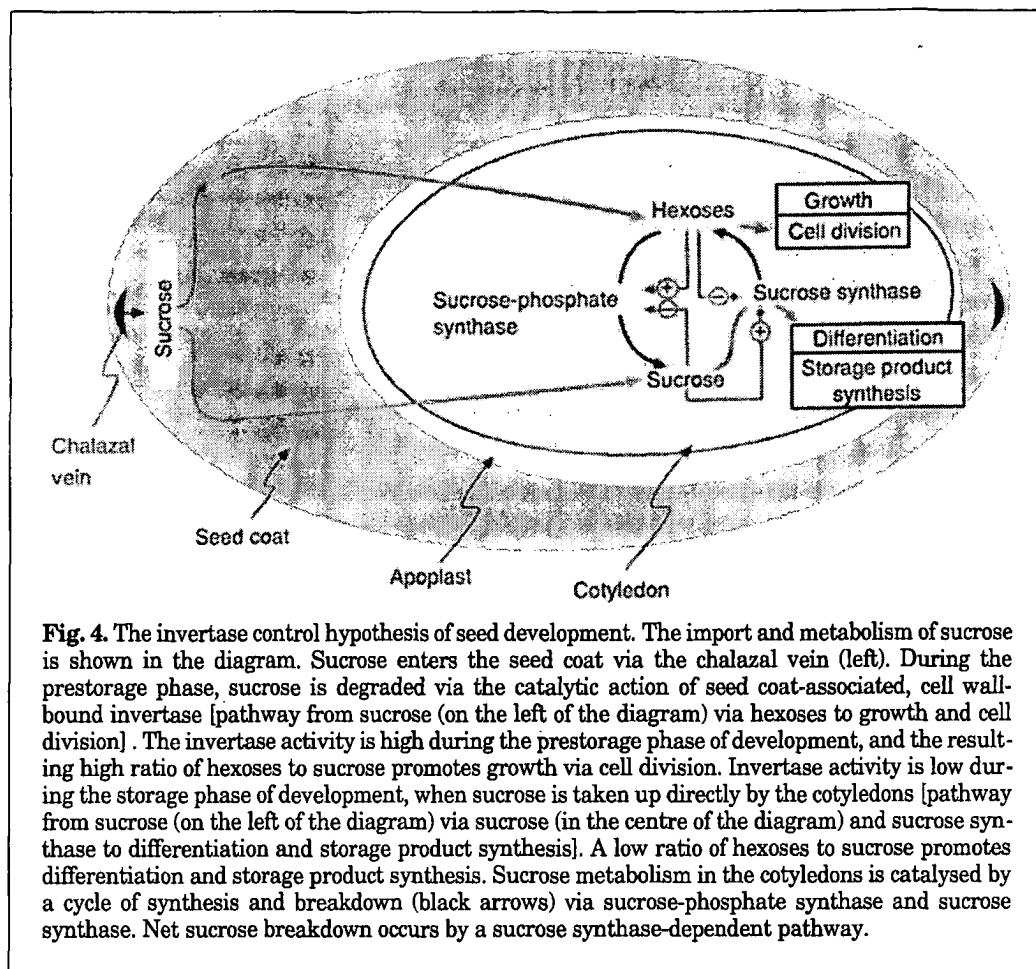 Hexoses
Growth
Cell division
Sucrose
Sucrose-phosphate
synthase
+
−
−
Sucrose synthase
+
Differentiation
Storage product
synthesis
Sucrose
Chalazal
vein
Seed coat
Apoplast
Cotyledon
Fig. 4. The invertase control hypothesis of seed development. The import and metabolism of sucrose
is shown in the diagram. Sucrose enters the seed coat via the chalazal vein (left). During the
prestorage phase, sucrose is degraded via the catalytic action of seed coat-associated, cell wall-
bound invertase [pathway from sucrose (on the left of the diagram) via hexoses to growth and cell
division] . The invertase activity is high during the prestorage phase of development, and the result-
ing high ratio of hexoses to sucrose promotes growth via cell division. Invertase activity is low dur-
ing the storage phase of development, when sucrose is taken up directly by the cotyledons [pathway
from sucrose (on the left of the diagram) via sucrose (in the centre of the diagram) and sucrose syn-
thase to differentiation and storage product synthesis]. A low ratio of hexoses to sucrose promotes
differentiation and storage product synthesis. Sucrose metabolism in the cotyledons is catalysed by
a cycle of synthesis and breakdown (black arrows) via sucrose-phosphate synthase and sucrose
synthase. Net sucrose breakdown occurs by a sucrose synthase-dependent pathway.